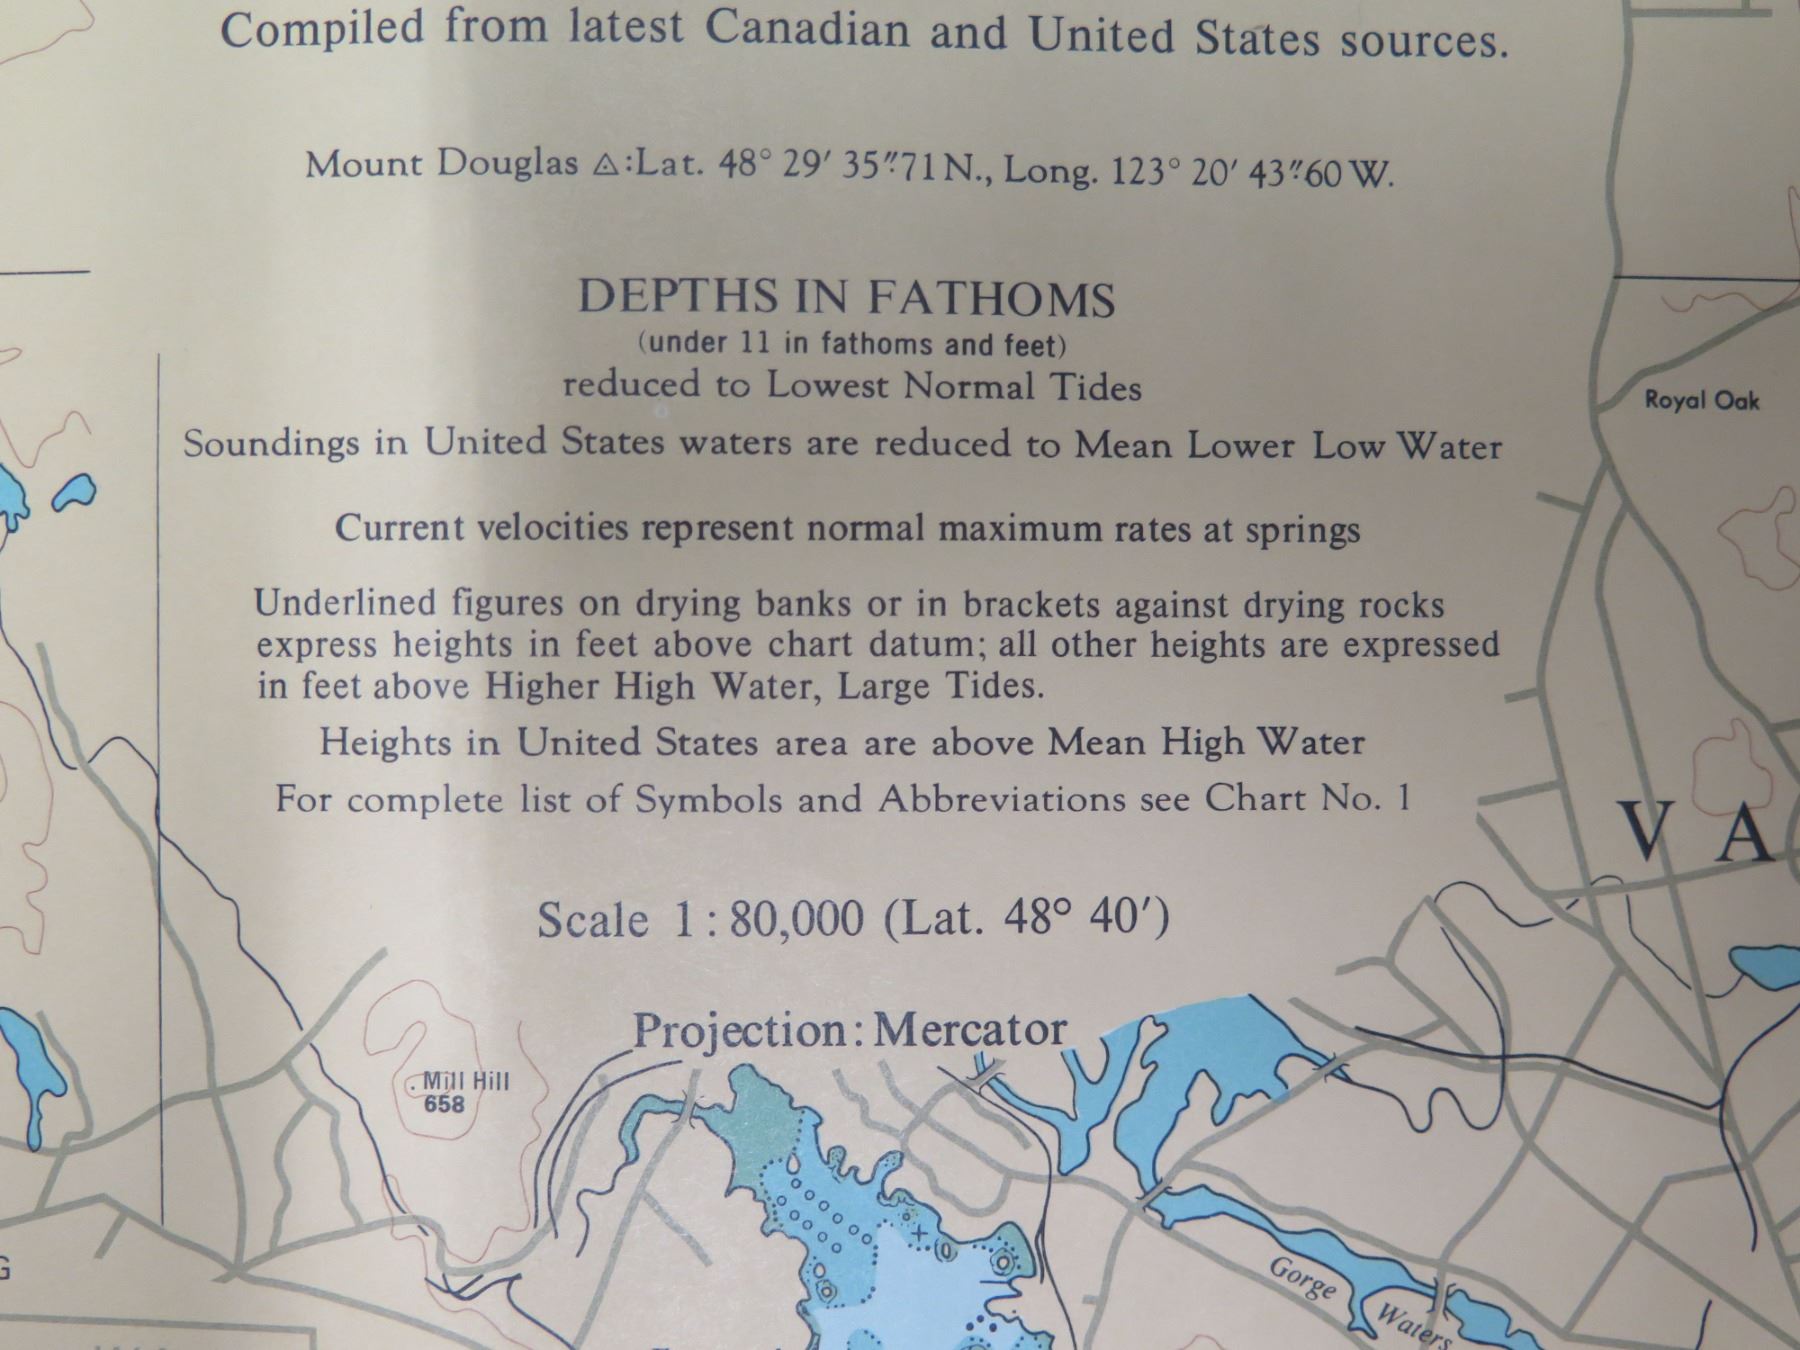 Compiled from latest Canadian and United States sources.
Mount Douglas △:Lat. 48° 29′ 35″.71 N., Long. 123° 20′ 43″.60 W.
DEPTHS IN FATHOMS
(under 11 in fathoms and feet)
reduced to Lowest Normal Tides
Royal Oak
Soundings in United States waters are reduced to Mean Lower Low Water
Current velocities represent normal maximum rates at springs
Underlined figures on drying banks or in brackets against drying rocks
express heights in feet above chart datum; all other heights are expressed
in feet above Higher High Water, Large Tides.
Heights in United States area are above Mean High Water
For complete list of Symbols and Abbreviations see Chart No. 1
V A
Scale 1 : 80,000 (Lat. 48° 40′)
Projection: Mercator
. Mill Hill
658
G
Gorge Waters